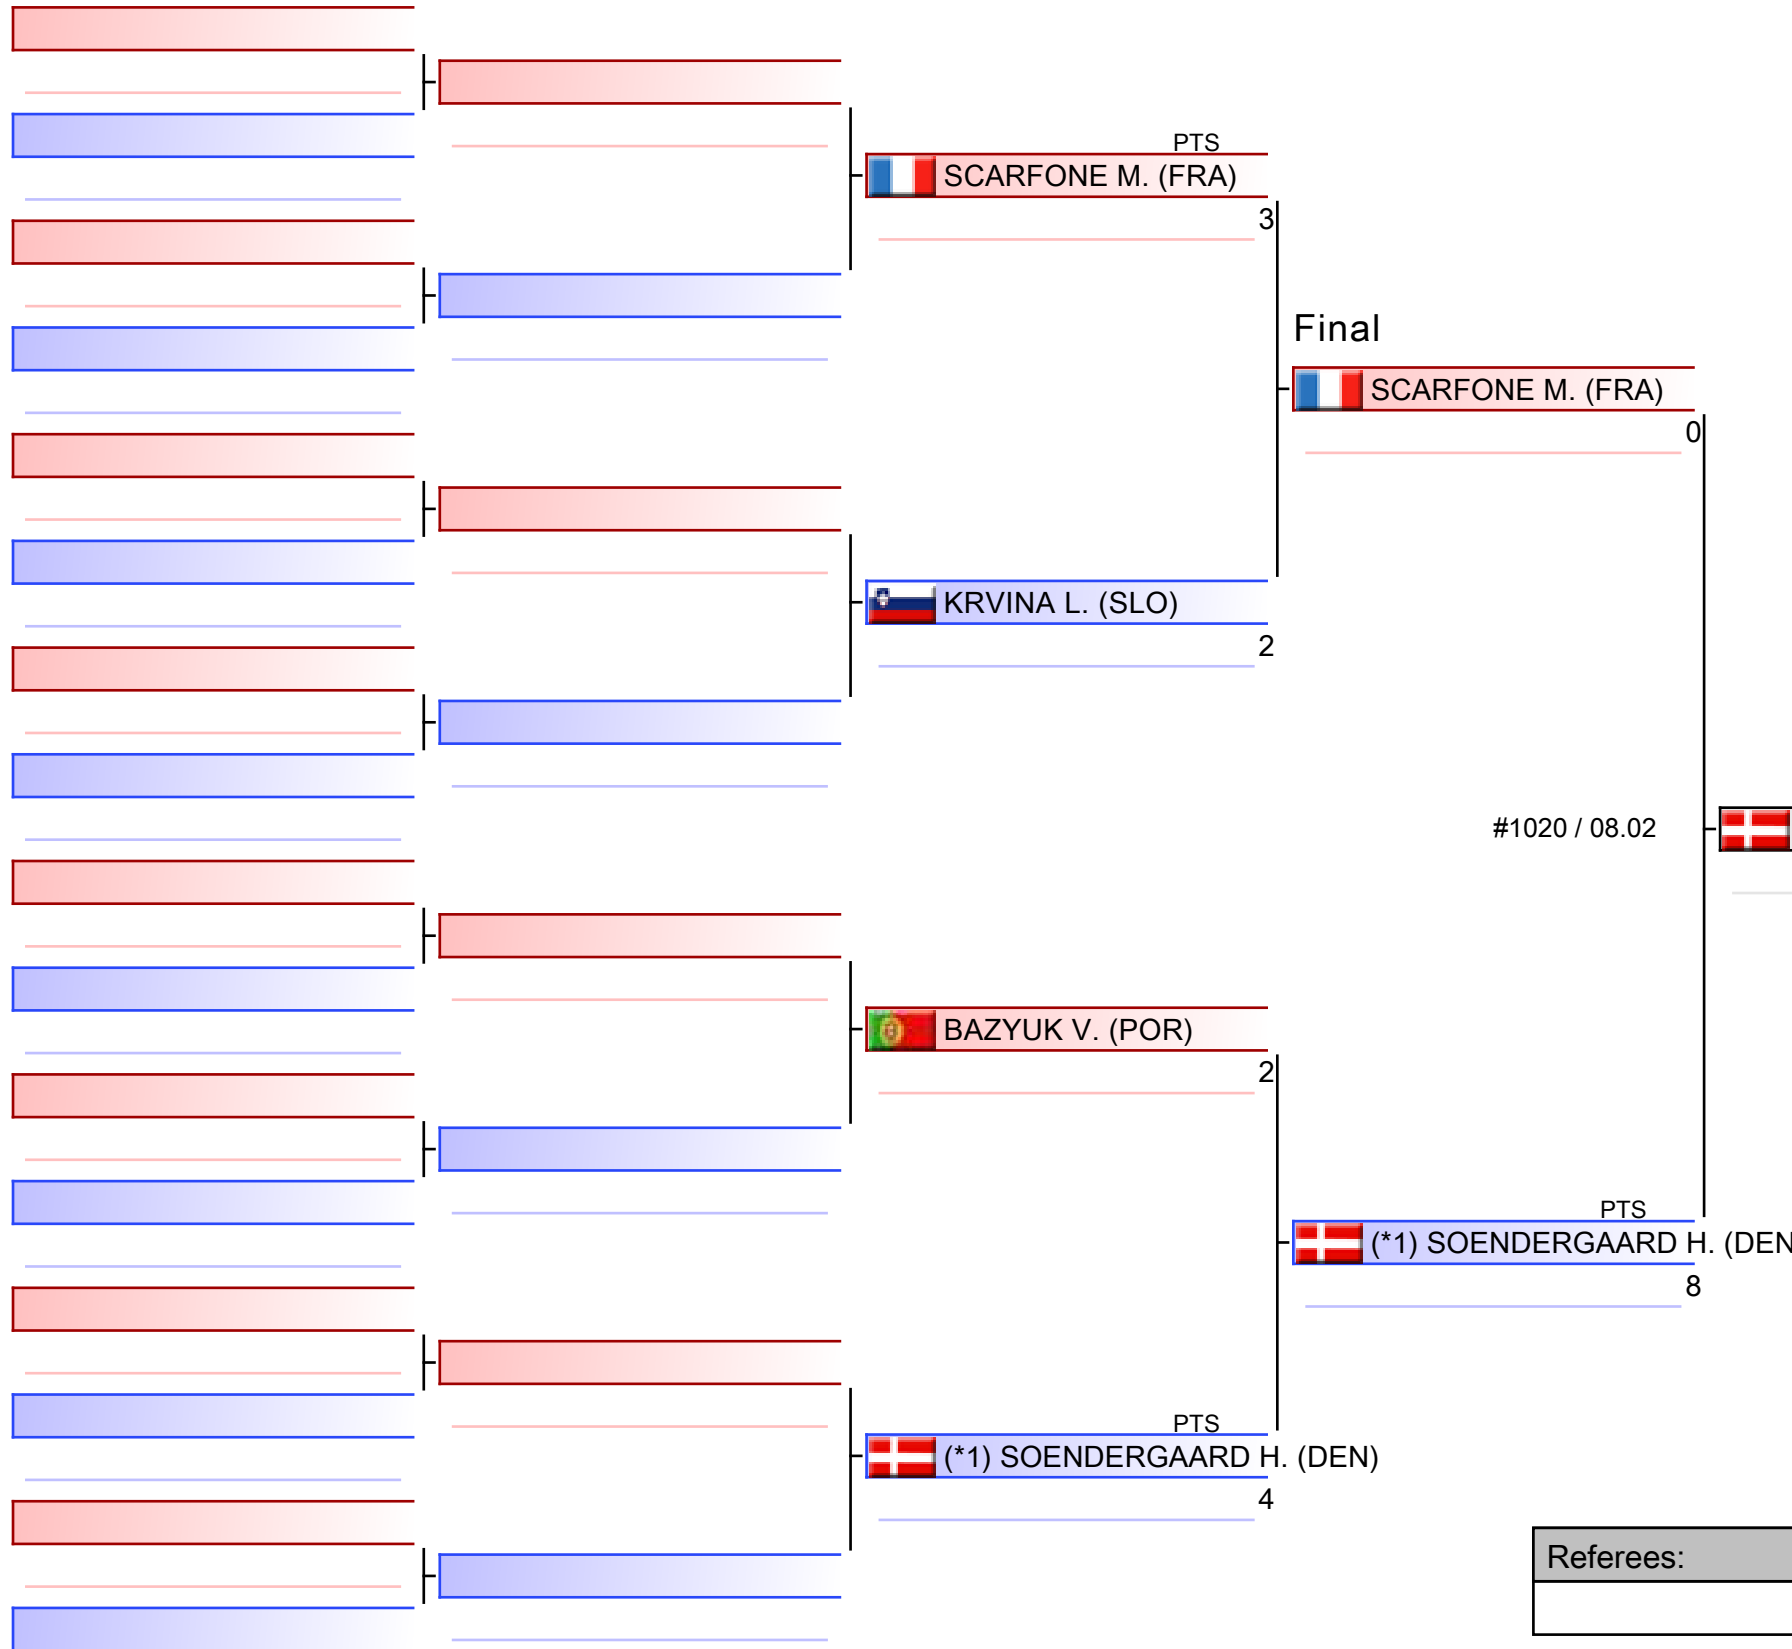 PTS
SCARFONE M. (FRA)
3
Final
SCARFONE M. (FRA)
0
KRVINA L. (SLO)
2
#1020 / 08.02
BAZYUK V. (POR)
2
PTS
(*1) SOENDERGAARD H. (DEN
8
PTS
(*1) SOENDERGAARD H. (DEN)
4
Referees: